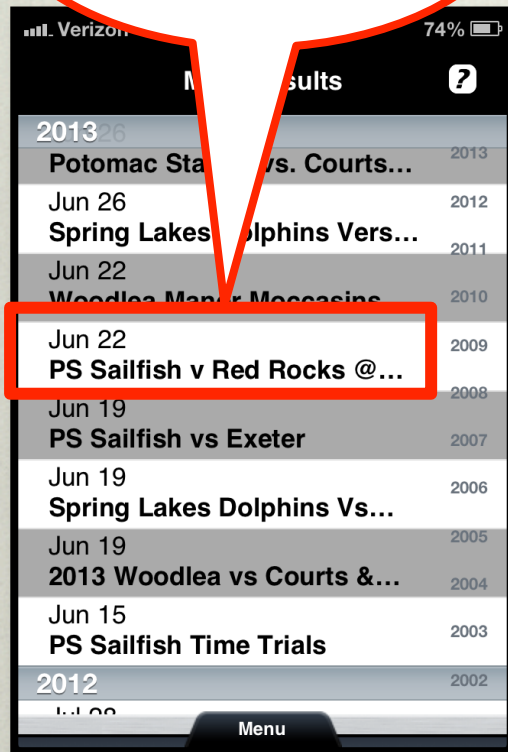 Verizon 74%
sults ?
2013
Potomac Sta vs. Courts... 2013
Jun 26 2012
Spring Lakes Dolphins Vers... 2011
Jun 22
Woodlea Manor Moccasins 2010
Jun 22 2009
PS Sailfish v Red Rocks @...
Jun 19 2008
PS Sailfish vs Exeter 2007
Jun 19 2006
Spring Lakes Dolphins Vs...
Jun 19 2005
2013 Woodlea vs Courts &... 2004
Jun 15 2003
PS Sailfish Time Trials
2012 2002
Menu